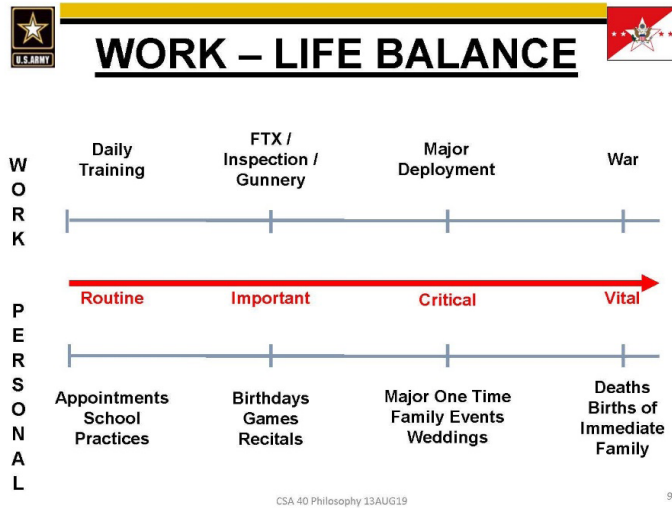 U.S.ARMY
WORK – LIFE BALANCE
WORK
Daily
Training
FTX /
Inspection /
Gunnery
Major
Deployment
War
Routine
Important
Critical
Vital
PERSONAL
Appointments
School
Practices
Birthdays
Games
Recitals
Major One Time
Family Events
Weddings
Deaths
Births of
Immediate
Family
CSA 40 Philosophy 13AUG19
9